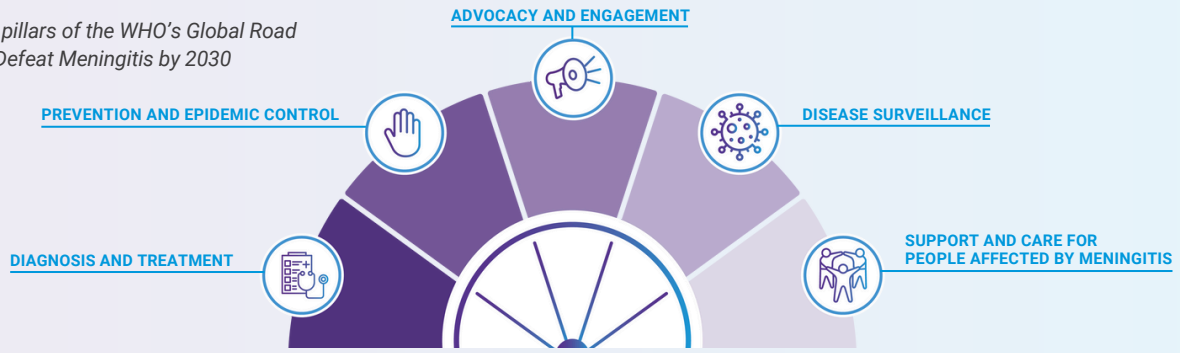 pillars of the WHO's Global Road
Defeat Meningitis by 2030
ADVOCACY AND ENGAGEMENT
PREVENTION AND EPIDEMIC CONTROL
DISEASE SURVEILLANCE
DIAGNOSIS AND TREATMENT
SUPPORT AND CARE FOR
PEOPLE AFFECTED BY MENINGITIS